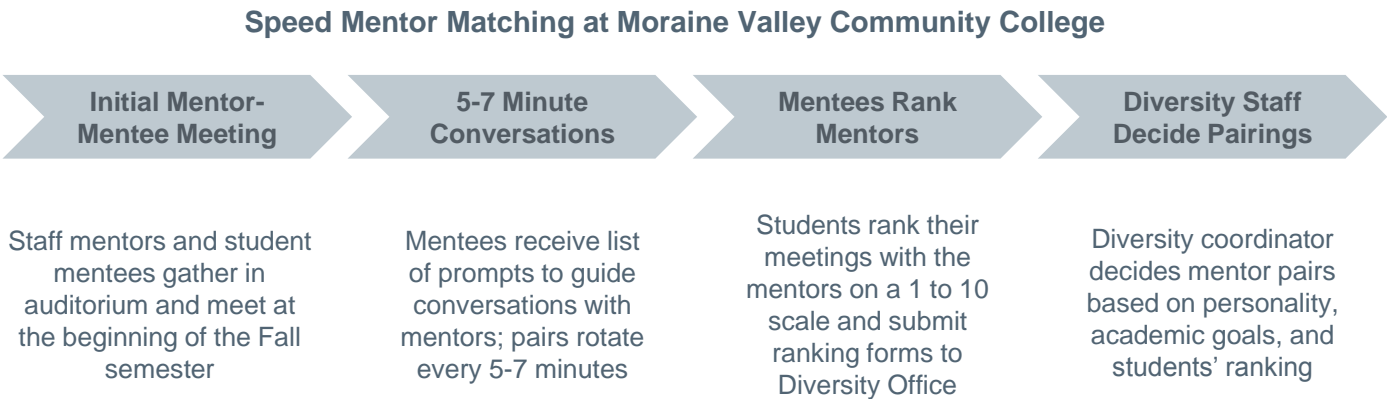 Speed Mentor Matching at Moraine Valley Community College
Initial Mentor-
Mentee Meeting
5-7 Minute
Conversations
Mentees Rank
Mentors
Diversity Staff
Decide Pairings
Staff mentors and student
mentees gather in
auditorium and meet at
the beginning of the Fall
semester
Mentees receive list
of prompts to guide
conversations with
mentors; pairs rotate
every 5-7 minutes
Students rank their
meetings with the
mentors on a 1 to 10
scale and submit
ranking forms to
Diversity Office
Diversity coordinator
decides mentor pairs
based on personality,
academic goals, and
students’ ranking